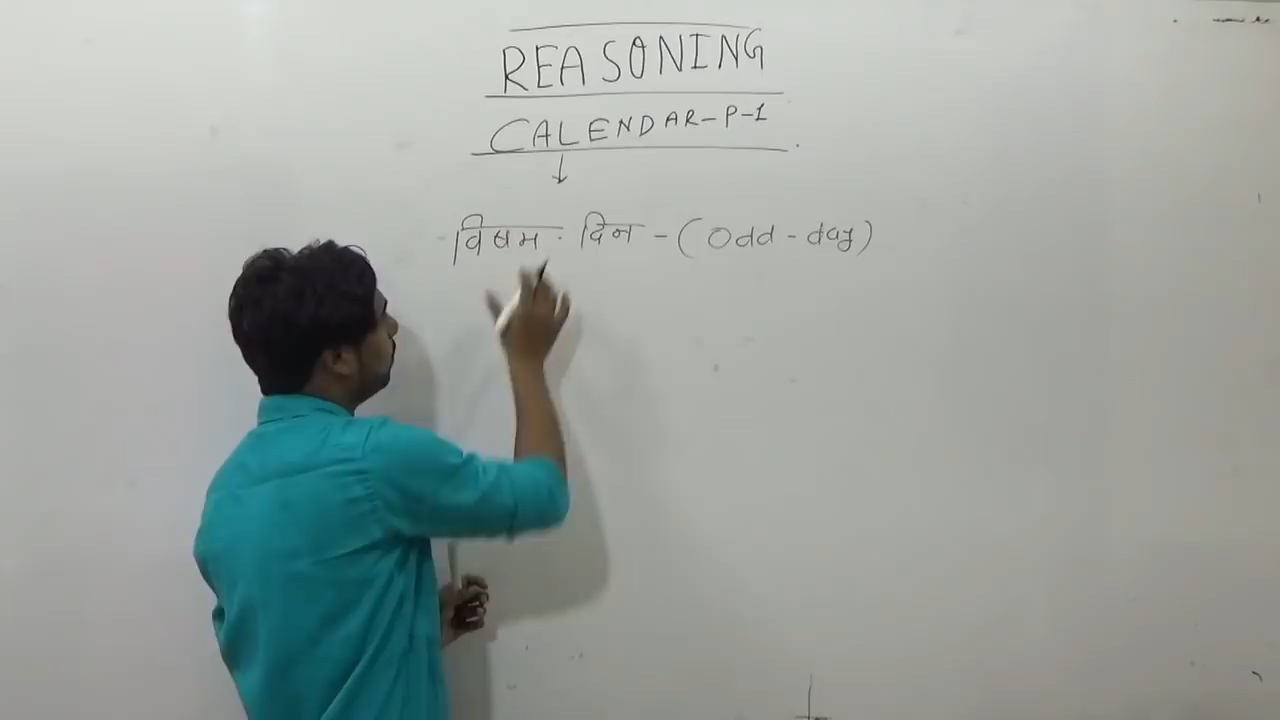 REASONING
CALENDAR-P-1
विषम दिन - (Odd-day)